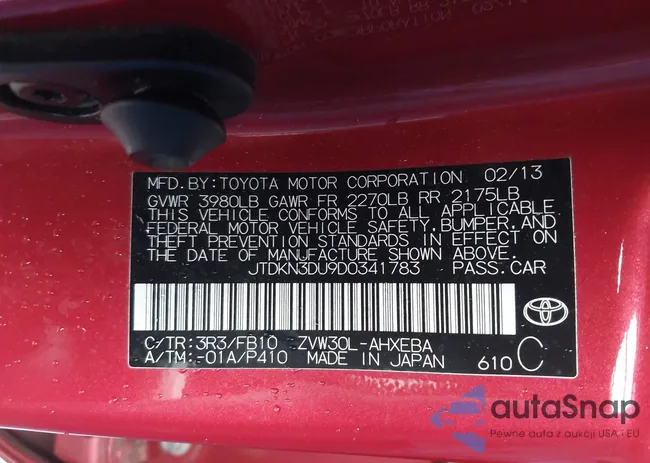 MFD.BY:TOYOTA MOTOR CORPORATION 02/13
GVWR 3980LB GAWR FR 2270LB RR 2175LB
THIS VEHICLE CONFORMS TO ALL APPLICABLE
FEDERAL MOTOR VEHICLE SAFETY,BUMPER,AND
THEFT PREVENTION STANDARDS IN EFFECT ON
THE DATE OF MANUFACTURE SHOWN ABOVE.
JTDKN3DU9D0341783 PASS.CAR
C/TR:3R3/FB10 ZVW30L-AHXEBA
A/TM:-01A/P410 MADE IN JAPAN 610 C
autaSnap
Pewne auta z aukcji USA i EU